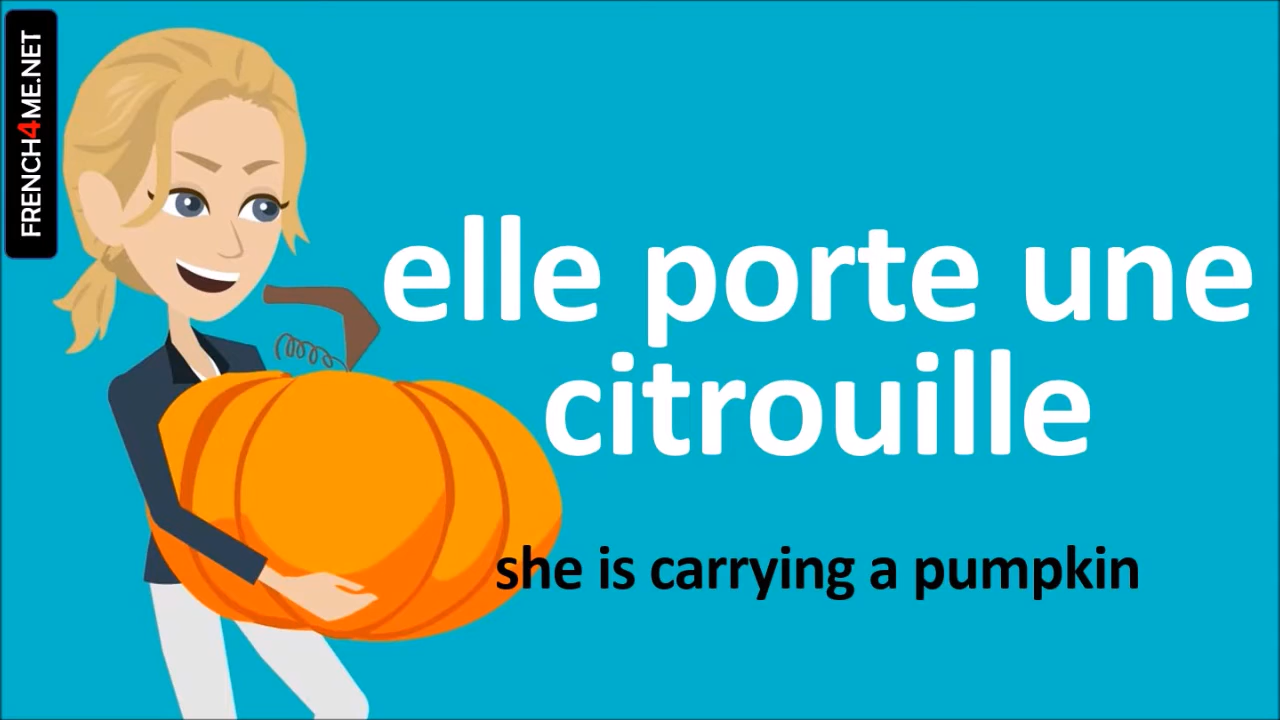 FRENCH4ME.NET
elle porte une
citrouille
she is carrying a pumpkin